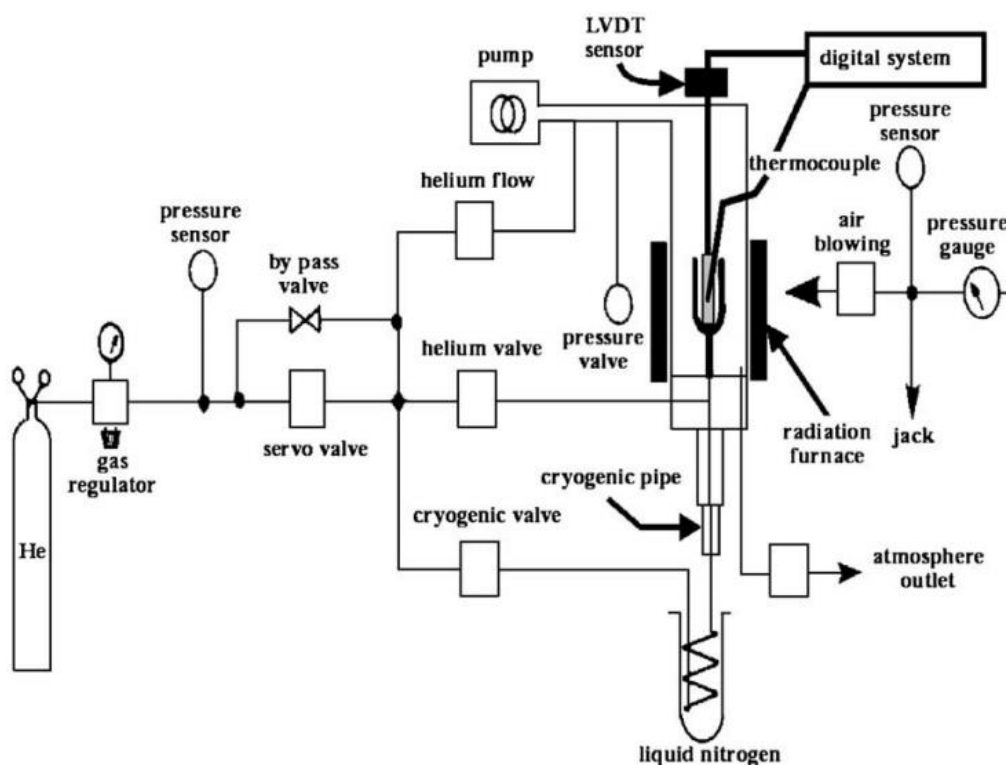 LVDT
sensor
digital system
pump
pressure
sensor
thermocouple
helium flow
pressure
sensor
air
blowing
pressure
gauge
by pass
valve
helium valve
pressure
valve
servo valve
gas
regulator
jack
radiation
furnace
cryogenic pipe
cryogenic valve
He
atmosphere
outlet
liquid nitrogen